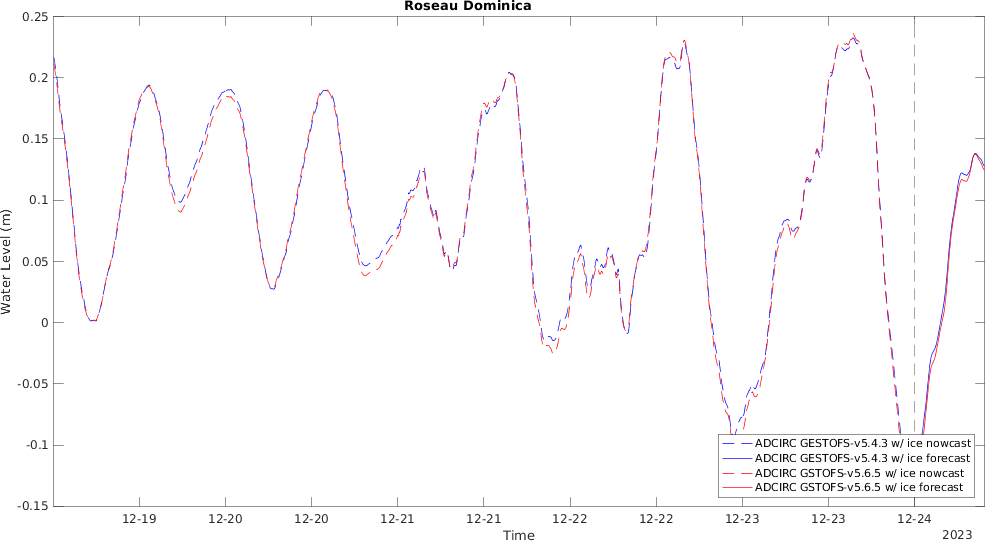 Roseau Dominica
0.25
0.2
0.15
0.1
0.05
0
-0.05
-0.1
-0.15
Water Level (m)
12-19
12-20
12-20
12-21
12-21
12-22
12-22
12-23
12-23
12-24
Time
2023
ADCIRC GESTOFS-v5.4.3 w/ ice nowcast
ADCIRC GESTOFS-v5.4.3 w/ ice forecast
ADCIRC GSTOFS-v5.6.5 w/ ice nowcast
ADCIRC GSTOFS-v5.6.5 w/ ice forecast